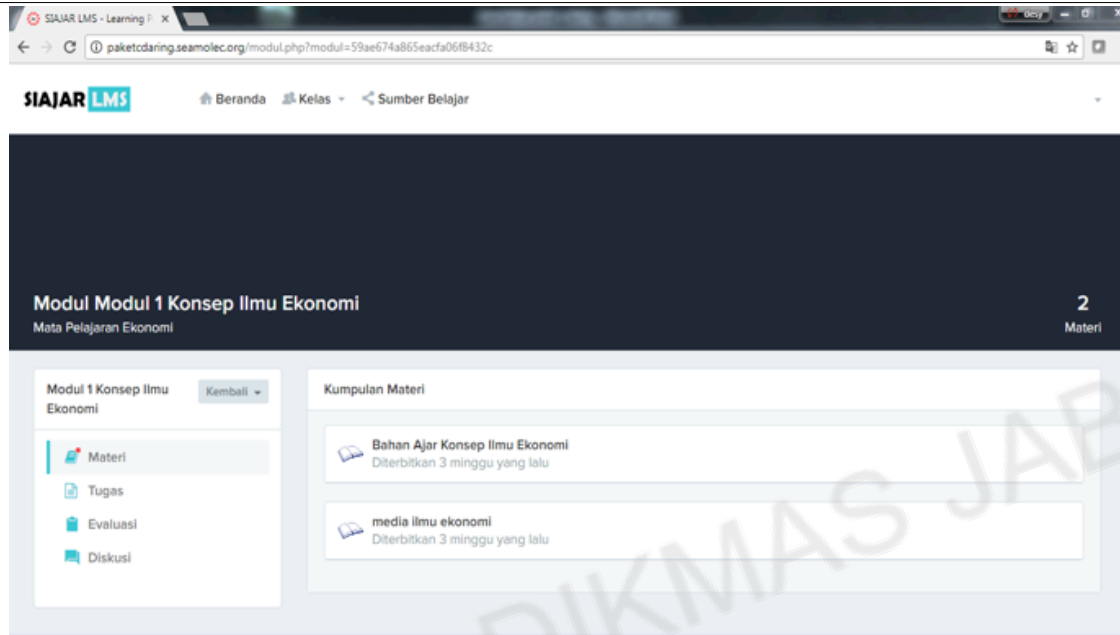 SIAJAR LMS - Learning P
desy
paketcdaring.seamolec.org/modul.php?modul=59ae674a865eacfa06f8432c
SIAJAR LMS
Beranda Kelas Sumber Belajar
Modul Modul 1 Konsep Ilmu Ekonomi
Mata Pelajaran Ekonomi
2
Materi
Modul 1 Konsep Ilmu
Ekonomi
Kembali
Materi
Tugas
Evaluasi
Diskusi
Kumpulan Materi
Bahan Ajar Konsep Ilmu Ekonomi
Diterbitkan 3 minggu yang lalu
media ilmu ekonomi
Diterbitkan 3 minggu yang lalu
DIKMAS JAB